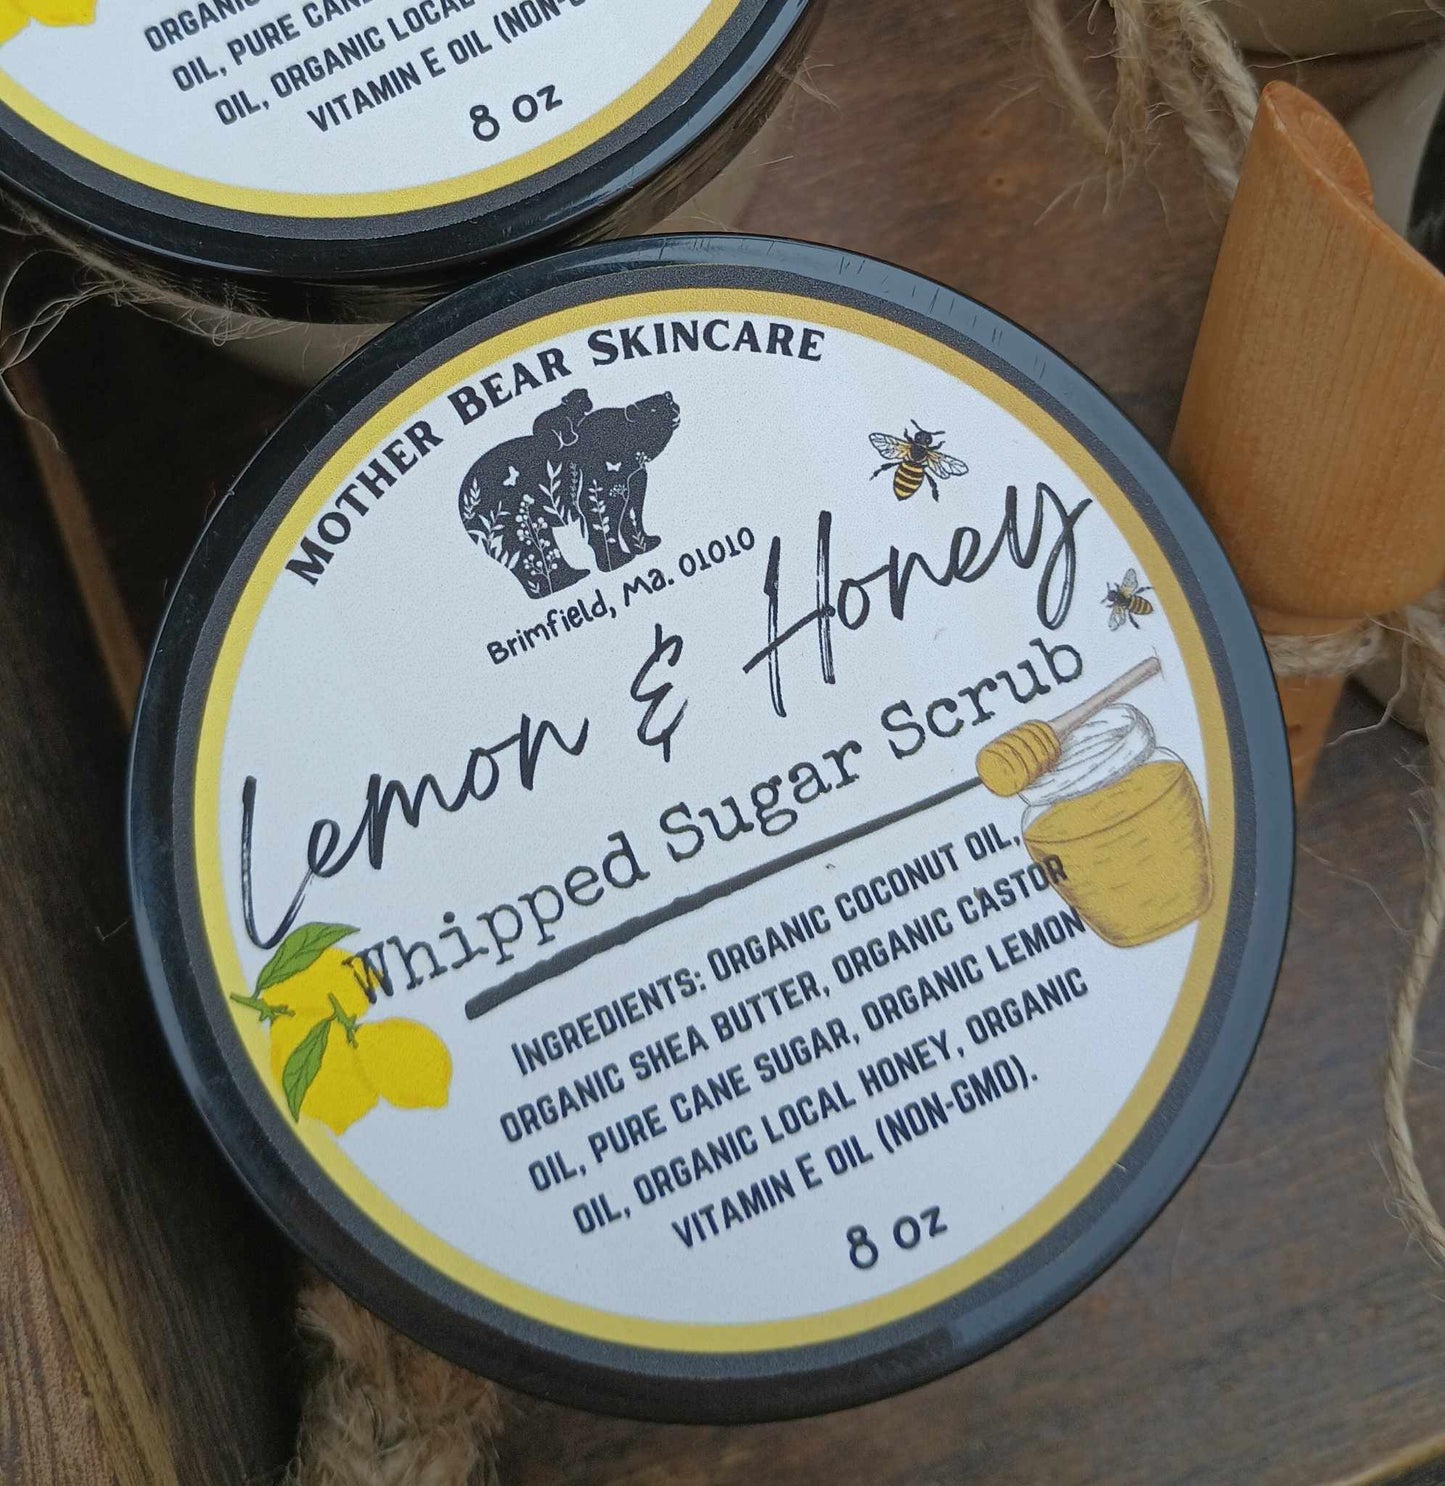 ORGANIC
OIL, PURE CANE
OIL, ORGANIC LOCAL
VITAMIN E OIL (NON-
8 oz
MOTHER BEAR SKINCARE
Brimfield, Ma. 01010
Lemon & Honey
Whipped Sugar Scrub
INGREDIENTS: ORGANIC COCONUT OIL,
ORGANIC SHEA BUTTER, ORGANIC CASTOR
OIL, PURE CANE SUGAR, ORGANIC LEMON
OIL, ORGANIC LOCAL HONEY, ORGANIC
VITAMIN E OIL (NON-GMO).
8 oz